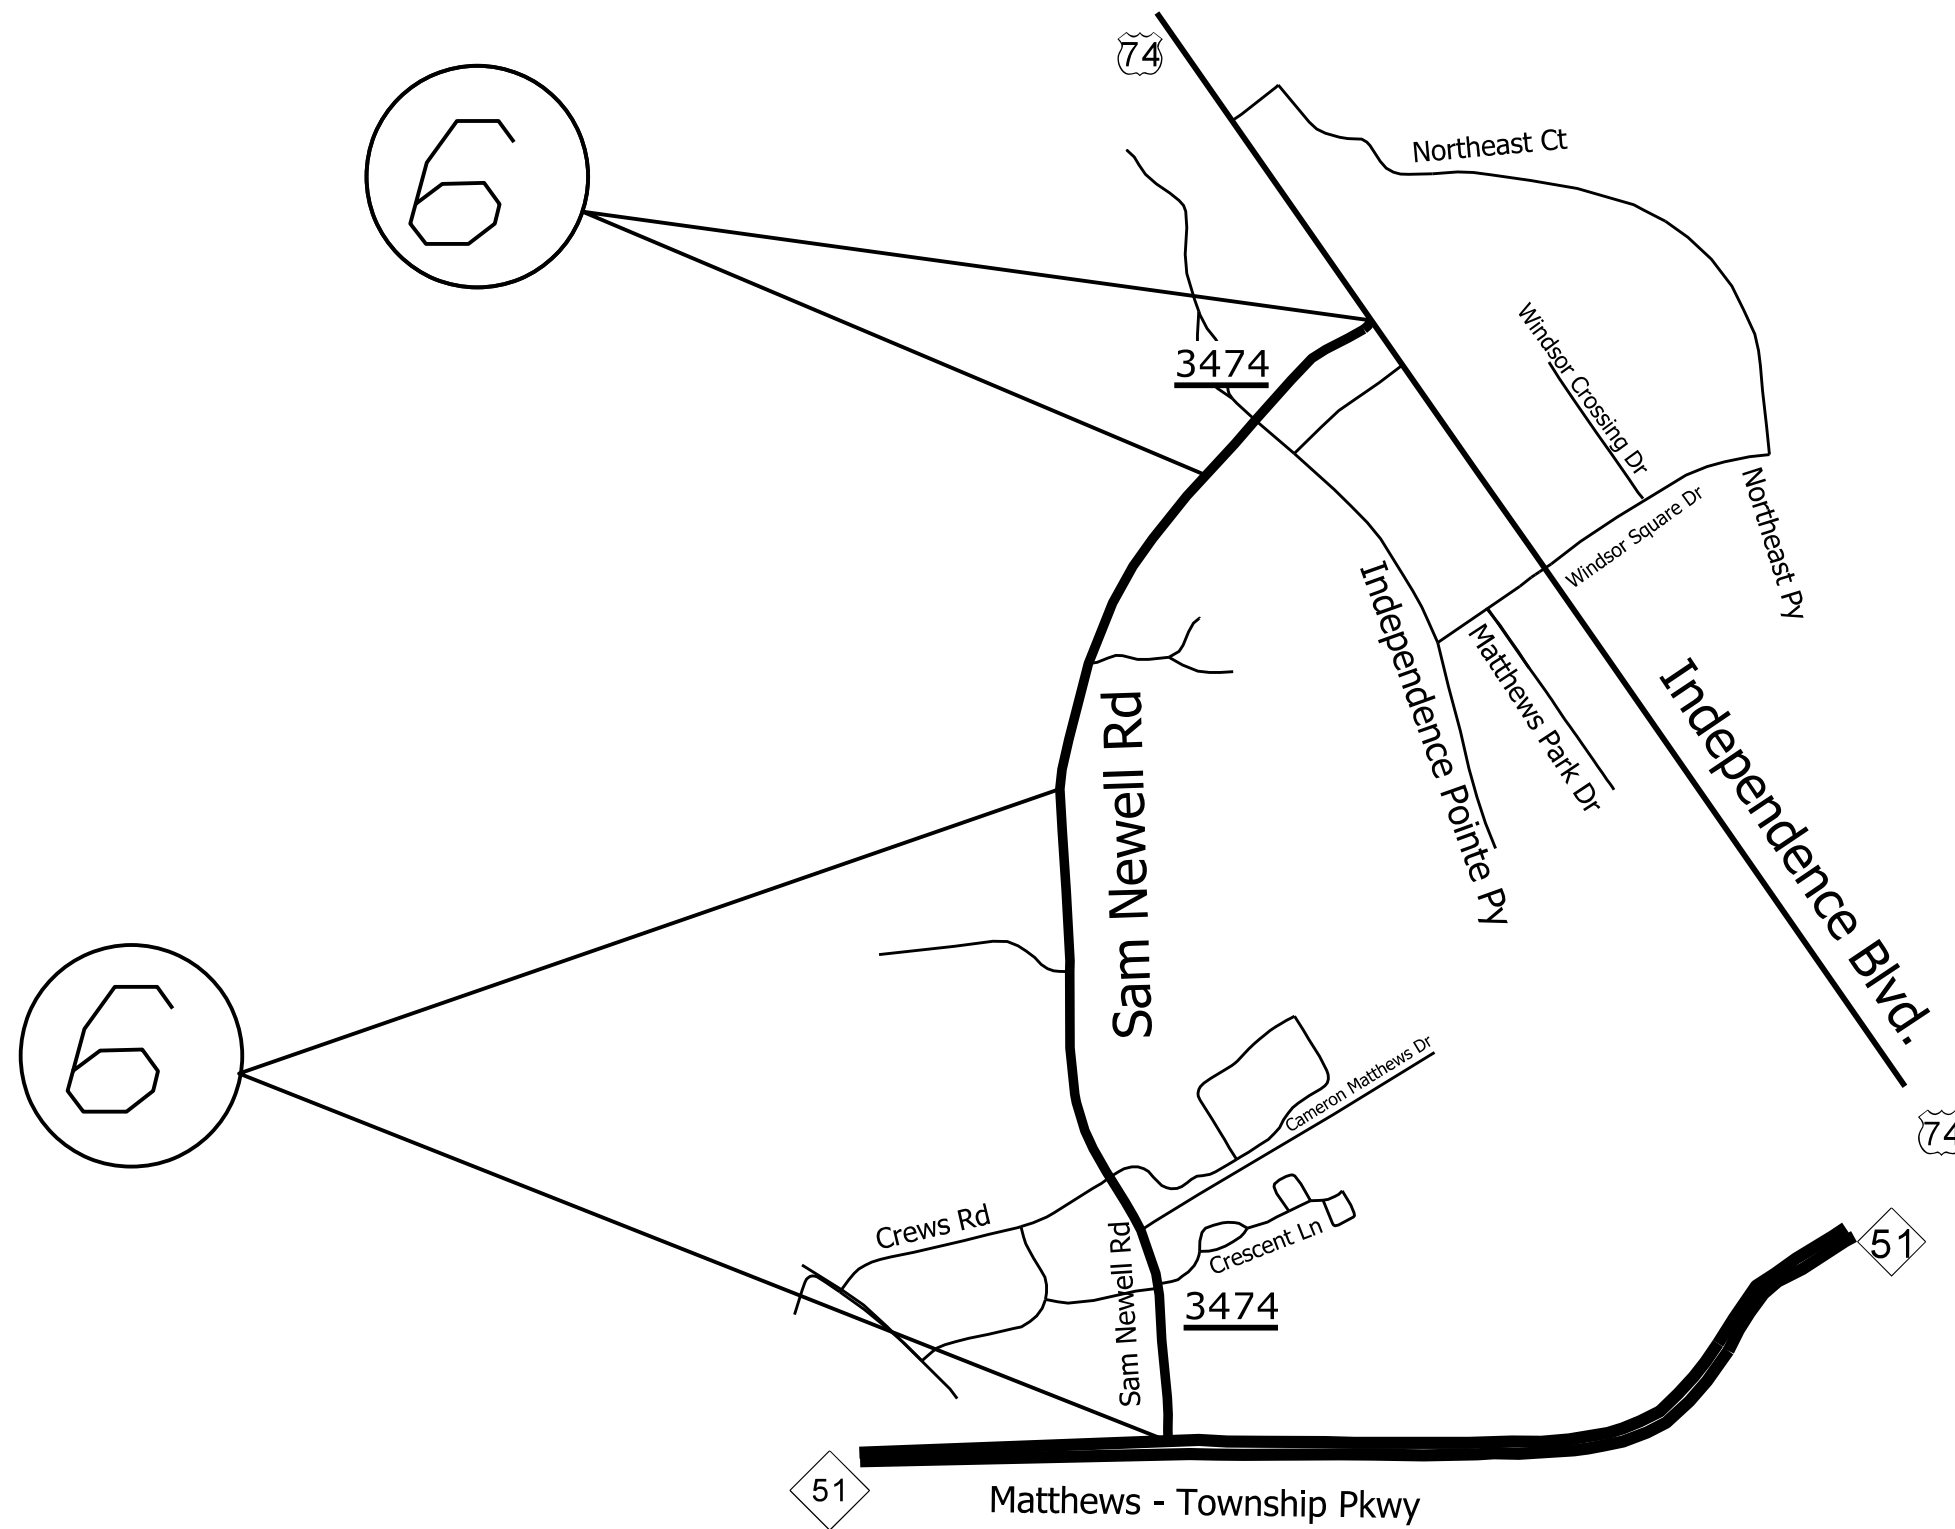 74
Northeast Ct
6
Windsor Crossing Dr
3474
Windsor Square Dr
Northeast Py
Independence Pointe Py
Matthews Park Dr
Independence Blvd.
Sam Newell Rd
6
Cameron Matthews Dr
74
Crews Rd
Crescent Ln
Sam Newell Rd
51
3474
51
Matthews - Township Pkwy